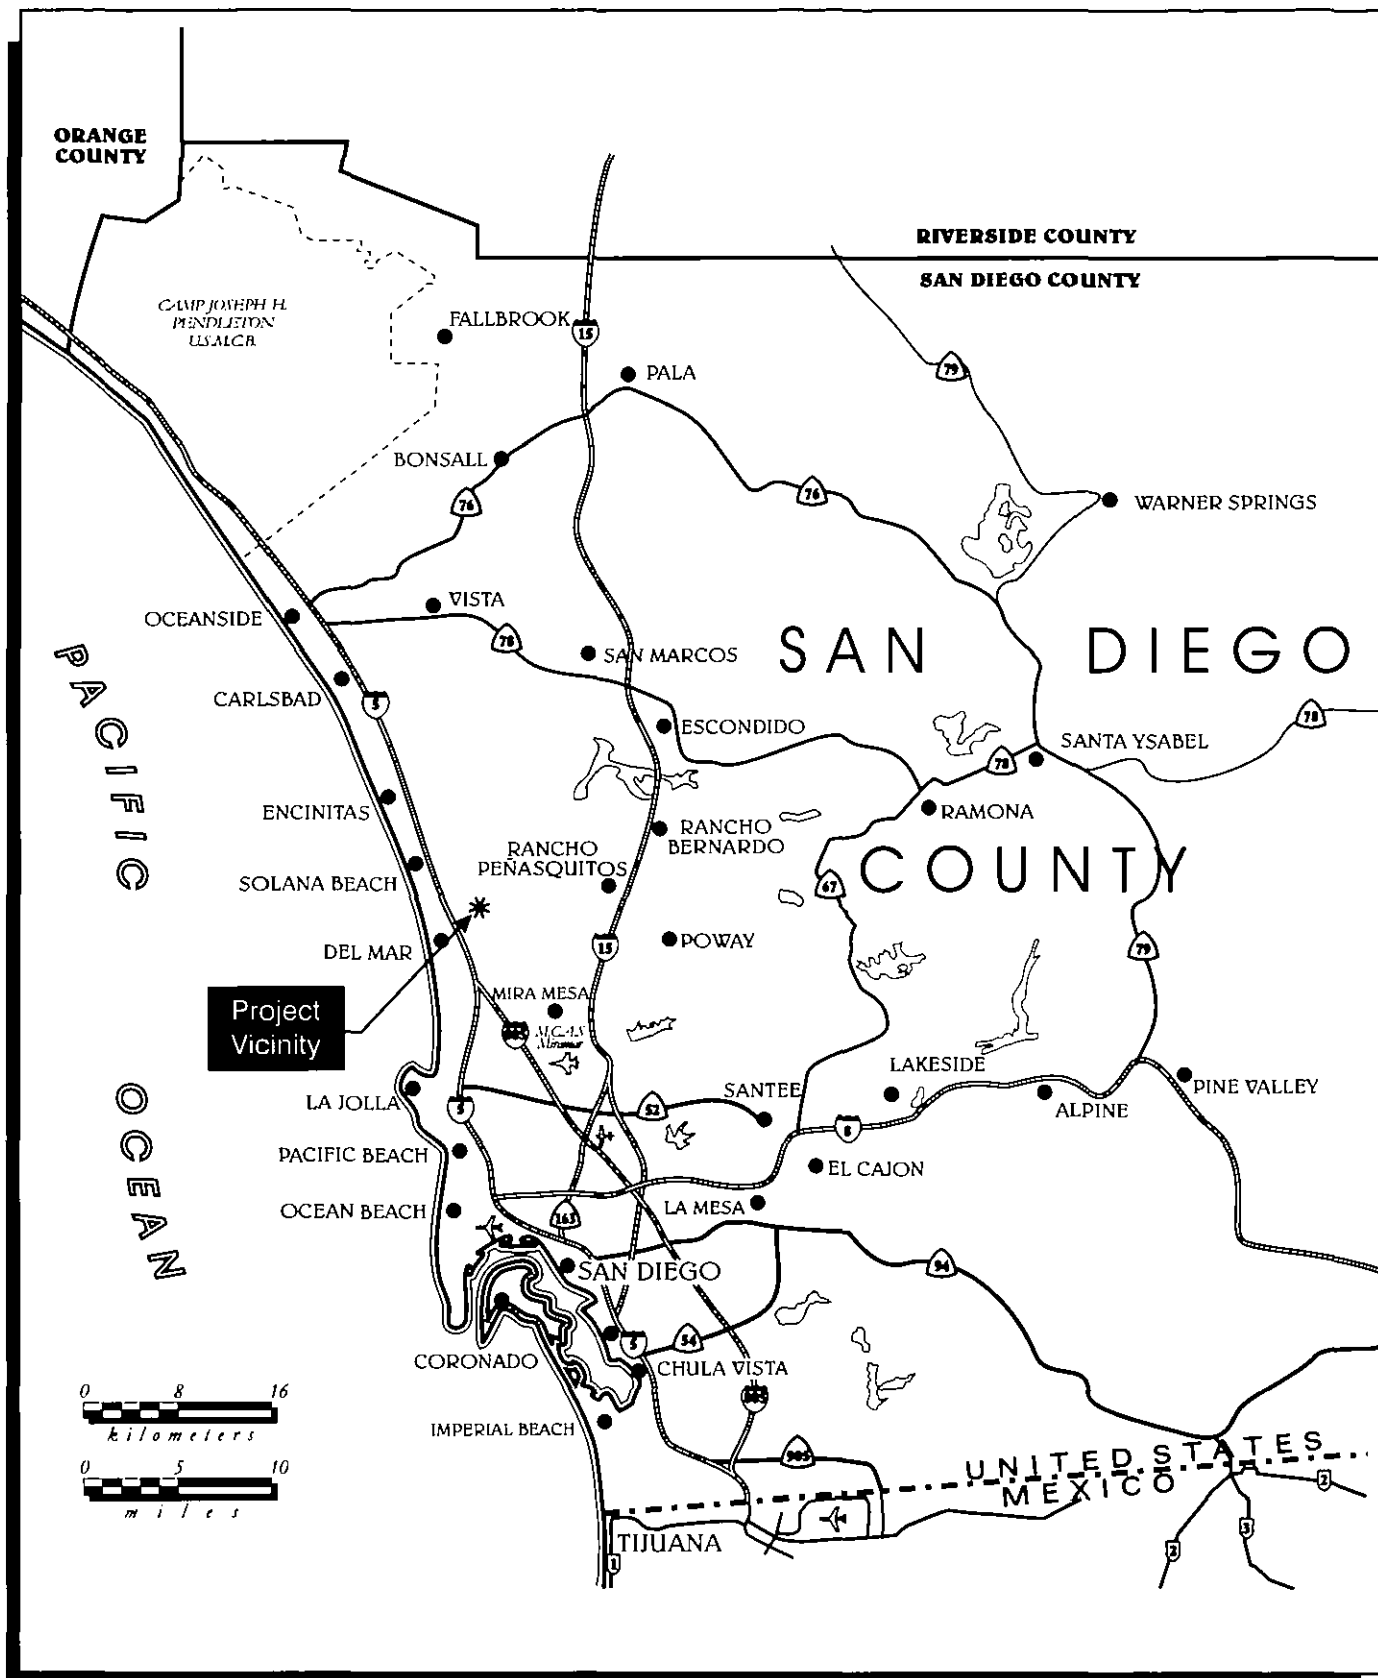 ORANGE
COUNTY
RIVERSIDE COUNTY
SAN DIEGO COUNTY
CAMP JOSEPH H.
PENDLETON
U.S.M.C.B.
FALLBROOK
15
PALA
79
BONSALL
76
76
WARNER SPRINGS
OCEANSIDE
VISTA
78
SAN MARCOS
SAN DIEGO
COUNTY
CARLSBAD
5
ESCONDIDO
78
SANTA YSABEL
78
ENCINITAS
RAMONA
RANCHO
BERNARDO
RANCHO
PEÑASQUITOS
SOLANA BEACH
67
DEL MAR
15
POWAY
79
Project
Vicinity
MIRA MESA
805
M.C.A.S.
Miramar
LA JOLLA
5
52
SANTEE
LAKESIDE
8
ALPINE
PINE VALLEY
PACIFIC BEACH
EL CAJON
OCEAN BEACH
163
LA MESA
SAN DIEGO
94
CORONADO
5
54
CHULA VISTA
805
IMPERIAL BEACH
905
PACIFIC
OCEAN
0 8 16
kilometers
0 5 10
miles
UNITED STATES
MEXICO
2
TIJUANA
1
2
3